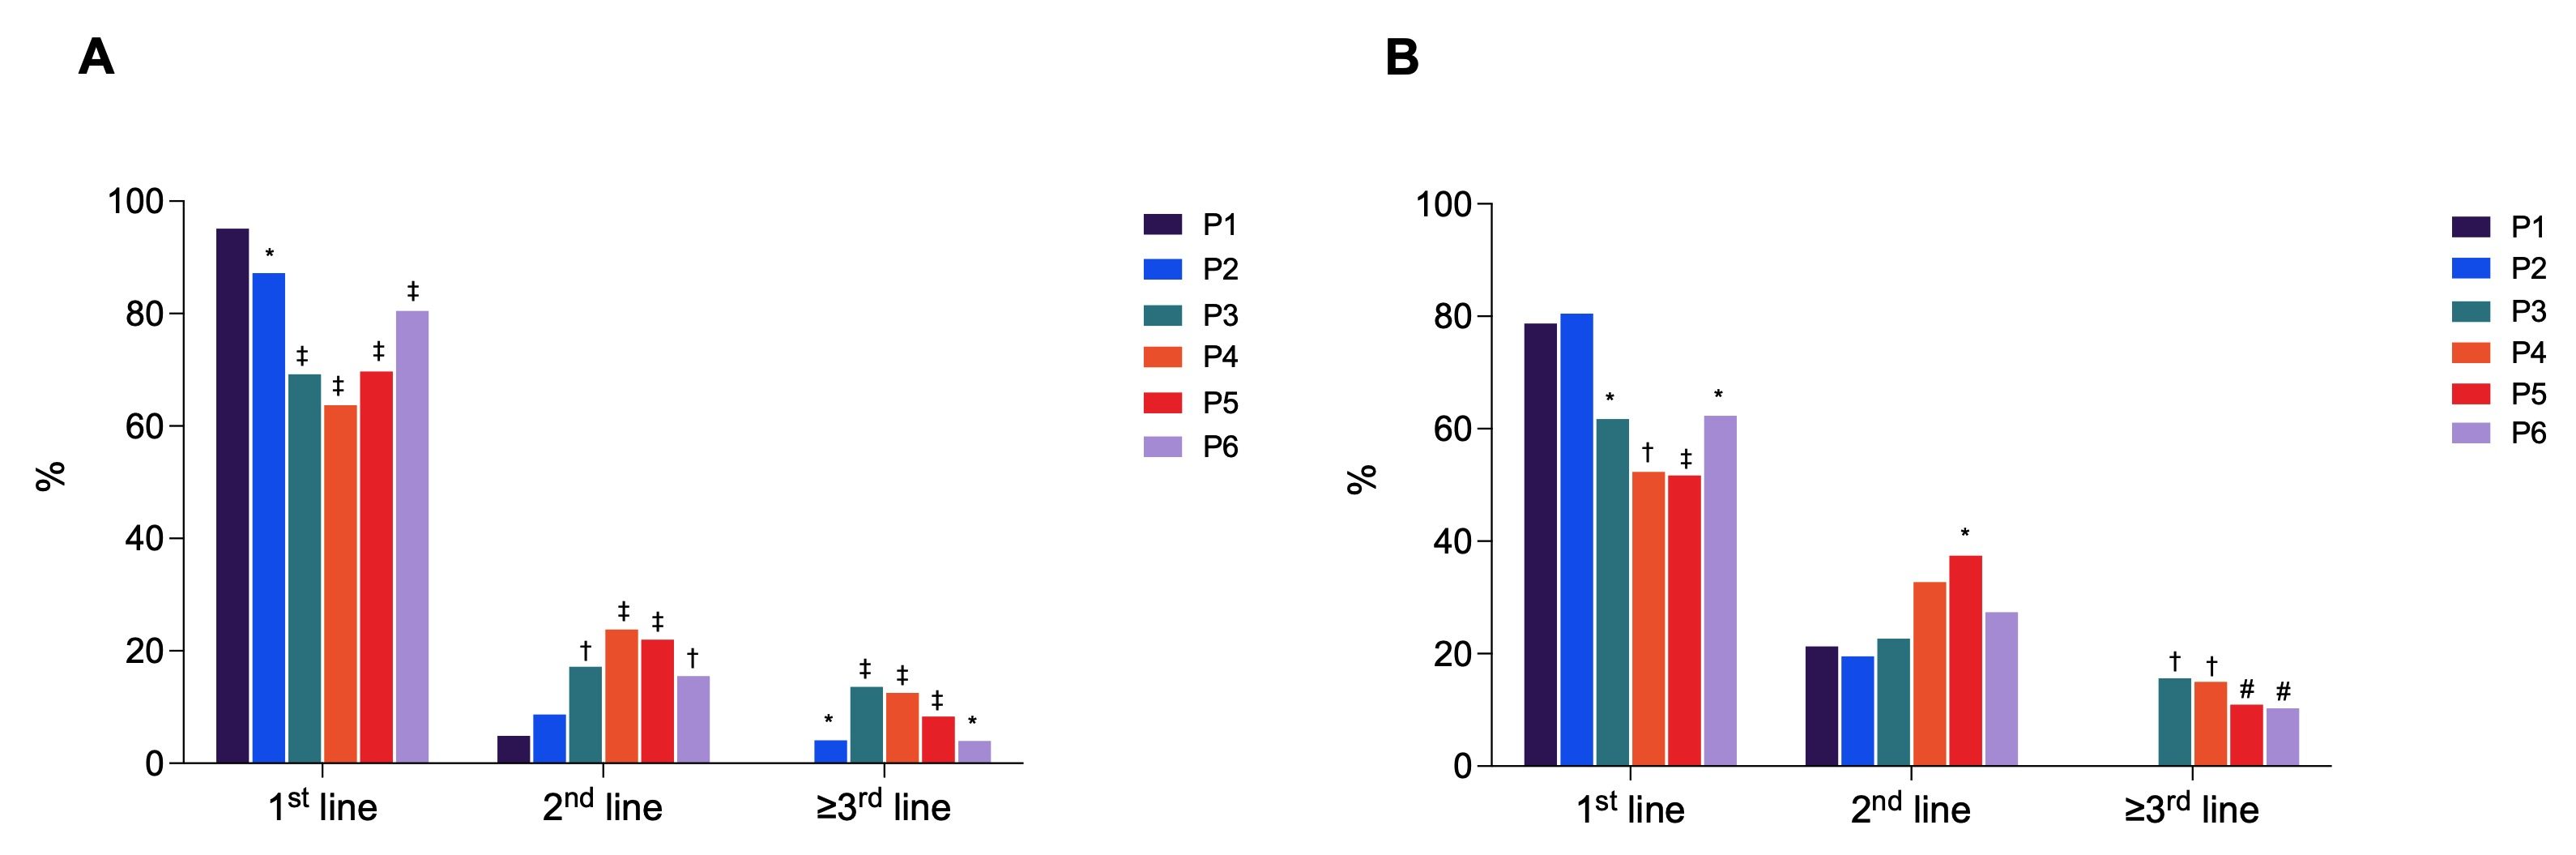 A
100
80
60
40
20
0
%
*
‡
‡
‡
‡
†
‡
‡
†
*
‡
‡
‡
*
1st line
2nd line
≥3rd line
P1
P2
P3
P4
P5
P6
B
100
80
60
40
20
0
%
*
†
‡
*
*
†
†
#
#
1st line
2nd line
≥3rd line
P1
P2
P3
P4
P5
P6